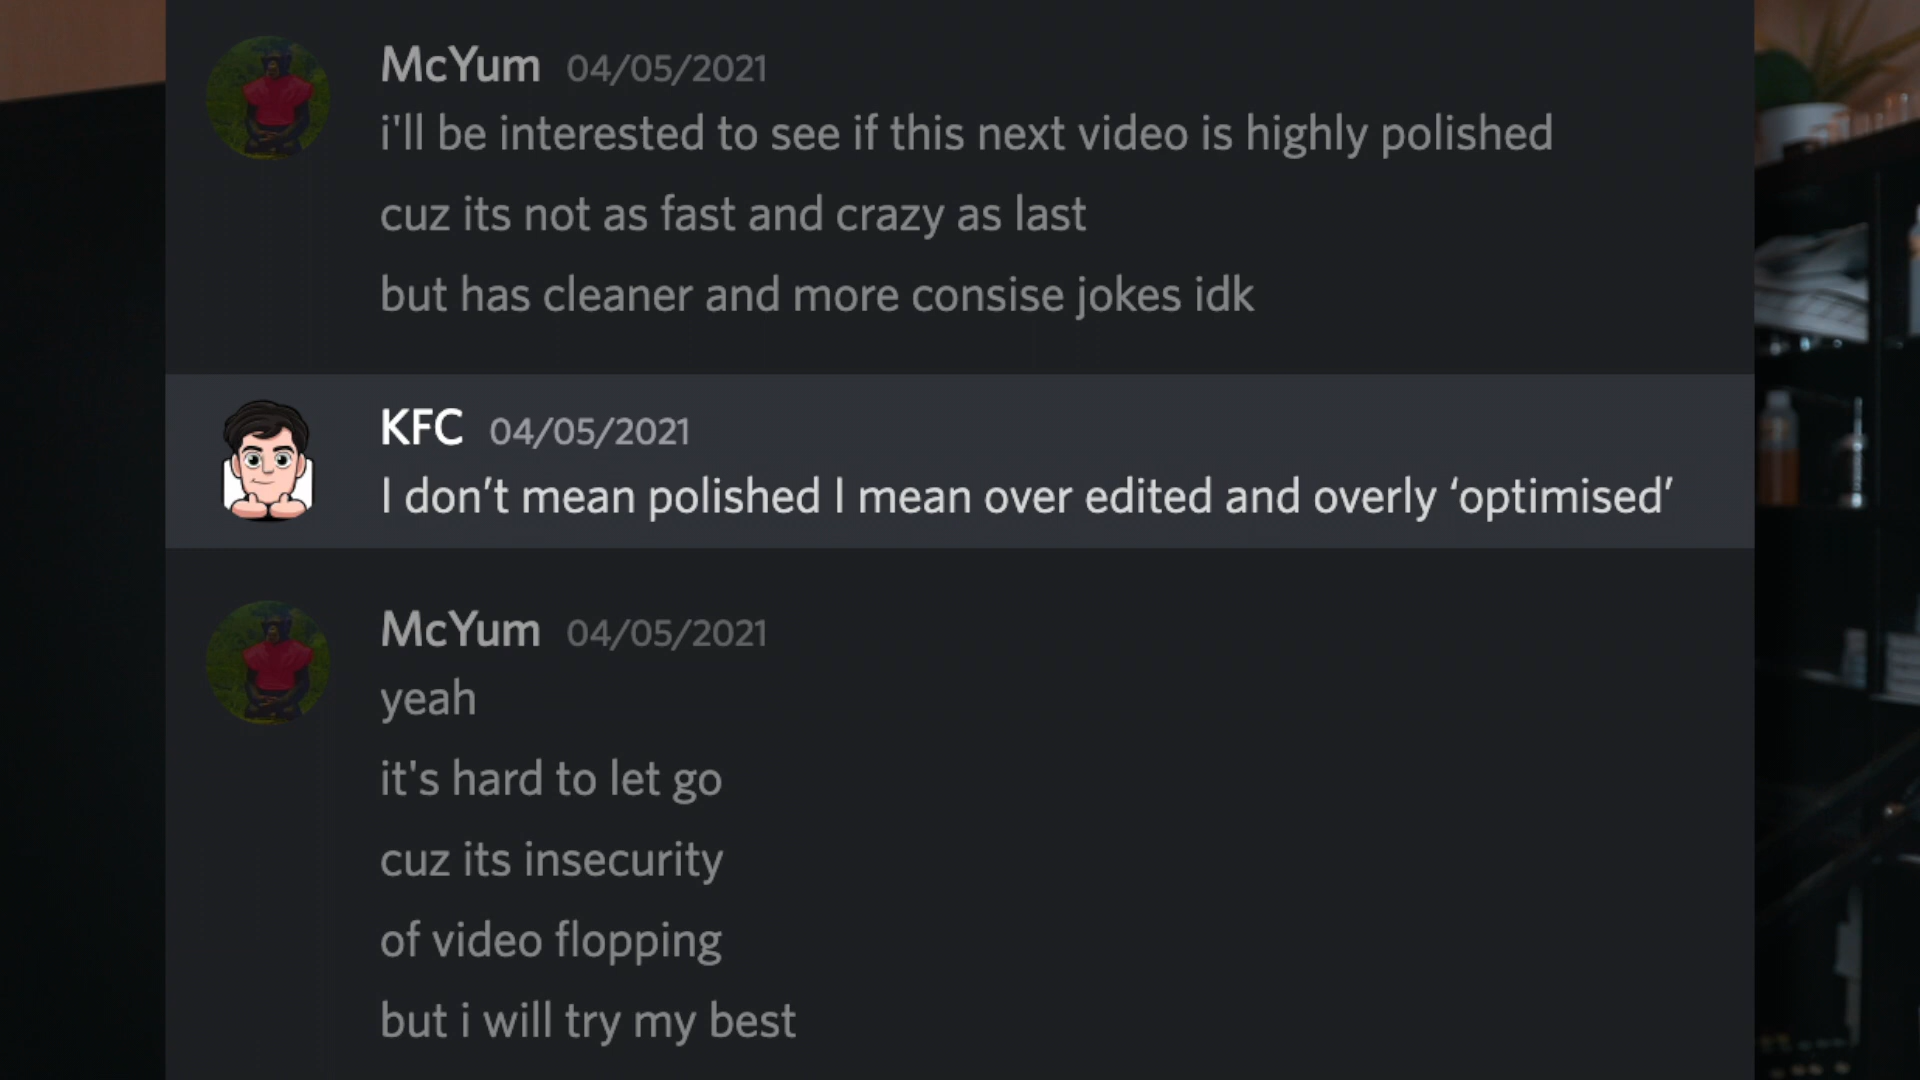 McYum 04/05/2021
i'll be interested to see if this next video is highly polished
cuz its not as fast and crazy as last
but has cleaner and more consise jokes idk
KFC 04/05/2021
I don’t mean polished I mean over edited and overly ‘optimised’
McYum 04/05/2021
yeah
it's hard to let go
cuz its insecurity
of video flopping
but i will try my best